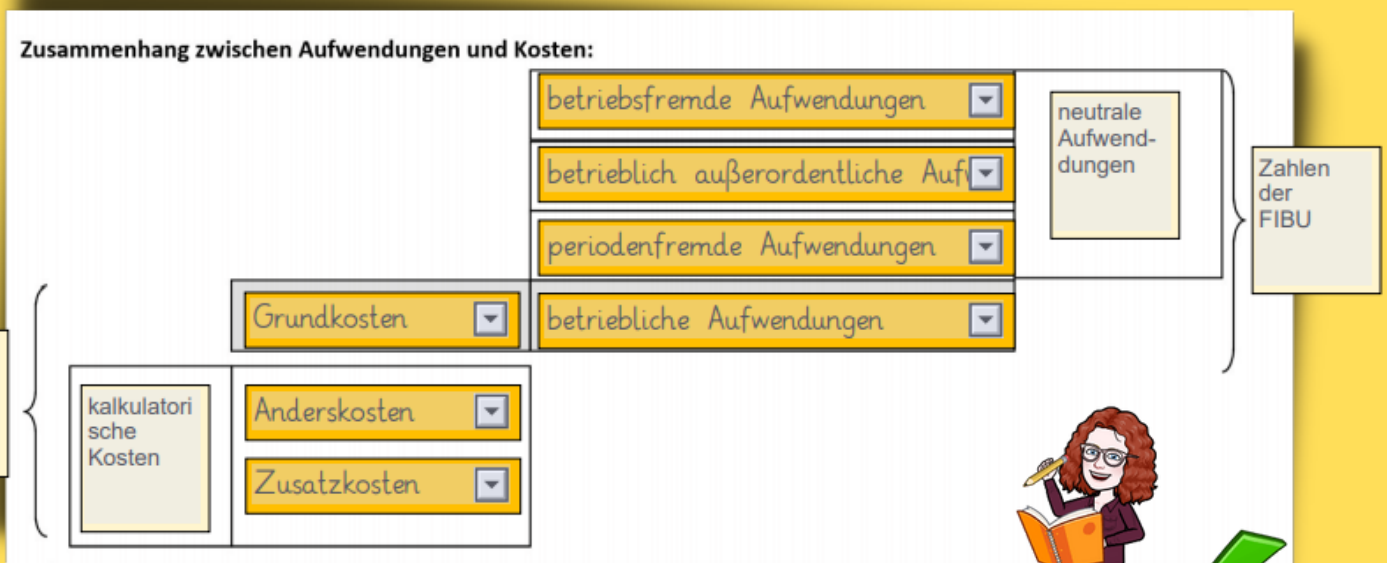 Zusammenhang zwischen Aufwendungen und Kosten:
betriebsfremde Aufwendungen
neutrale
Aufwend-
dungen
betrieblich außerordentliche
Zahlen
der
FIBU
periodenfremde Aufwendungen
Grundkosten
betriebliche Aufwendungen
kalkulatori
sche
Kosten
Anderskosten
Zusatzkosten